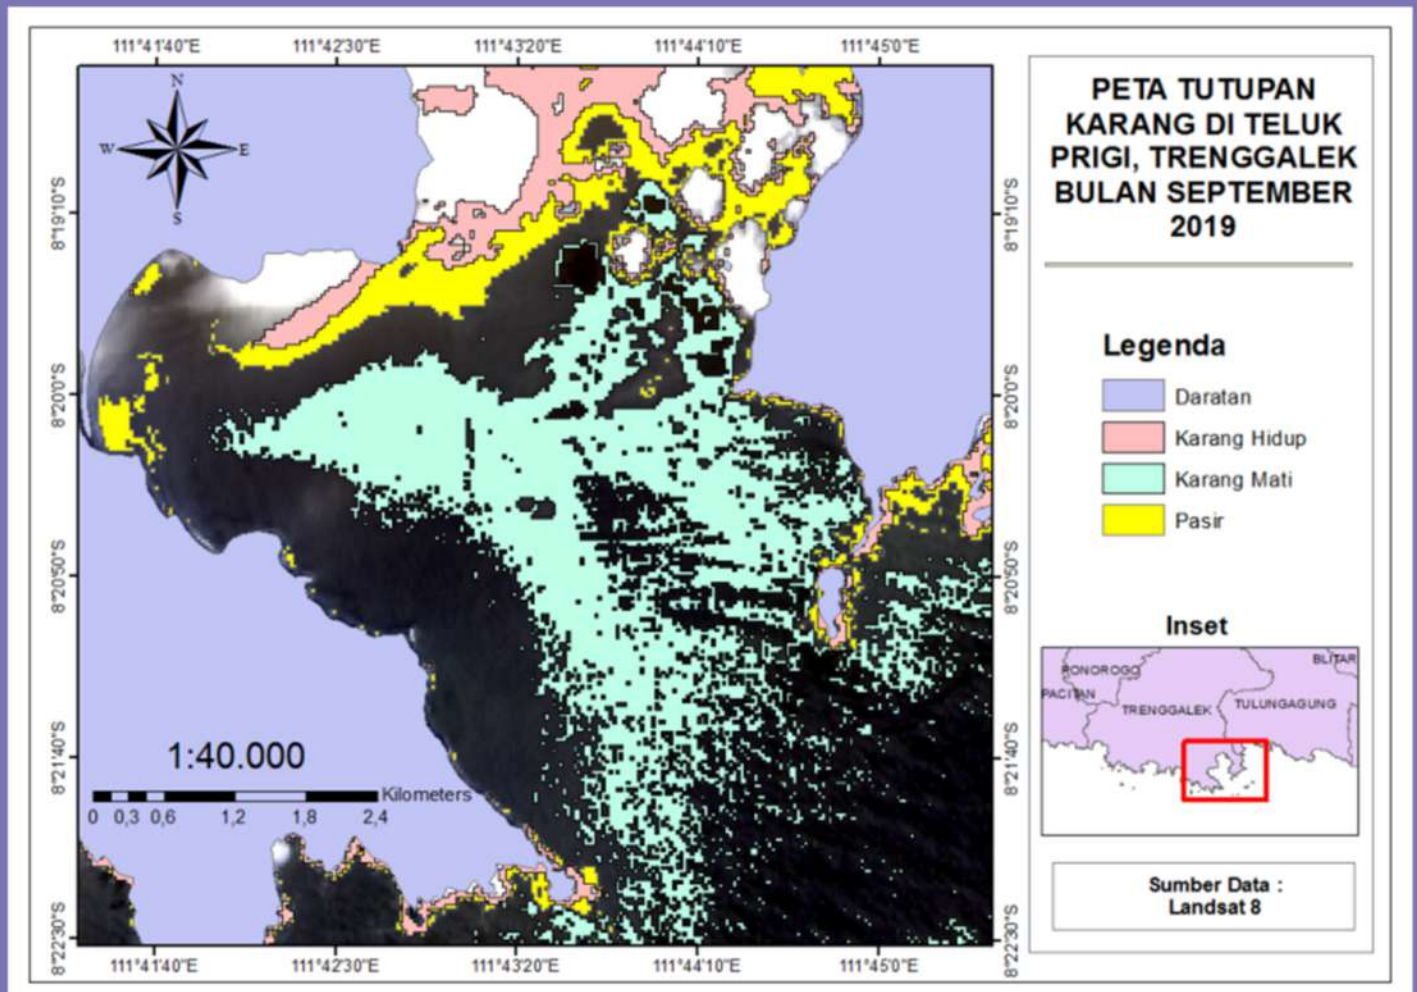 111°41'40"E 111°42'30"E 111°43'20"E 111°44'10"E 111°45'0"E
N
W E
S
8°19'10"S
8°20'0"S
8°20'50"S
8°21'40"S
8°22'30"S
8°19'10"S
8°20'0"S
8°20'50"S
8°21'40"S
8°22'30"S
1:40.000
Kilometers
0 0,3 0,6 1,2 1,8 2,4
111°41'40"E 111°42'30"E 111°43'20"E 111°44'10"E 111°45'0"E
PETA TUTUPAN
KARANG DI TELUK
PRIGI, TRENGGALEK
BULAN SEPTEMBER
2019
Legenda
Daratan
Karang Hidup
Karang Mati
Pasir
Inset
BLITAR
PONOROGO
PACITAN
TRENGGALEK
TULUNGAGUNG
Sumber Data :
Landsat 8